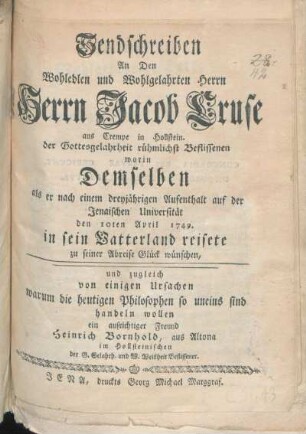 Sendschreiben
An Den
Wohledlen und Wohlgelahrten Herrn
Herrn Jacob Cruse
aus Crempe in Hollstein.
der Gottesgelahrheit rühmlichst Beflissenen
worin
Demselben
als er nach einem dreyjährigen Aufenthalt auf der
Jenaischen Universität
den 10ten April 1749.
in sein Vatterland reisete
zu seiner Abreise Glück wünschen,
und zugleich
von einigen Ursachen
warum die heutigen Philosophen so uneins sind
handeln wollen
ein aufrichtiger Freund
Heinrich Bornhold, aus Altona
im Hollsteinischen
der G. Gelahrh. und W. Weißheit Beflissener.
JENA, druckts Georg Michael Marggraf.